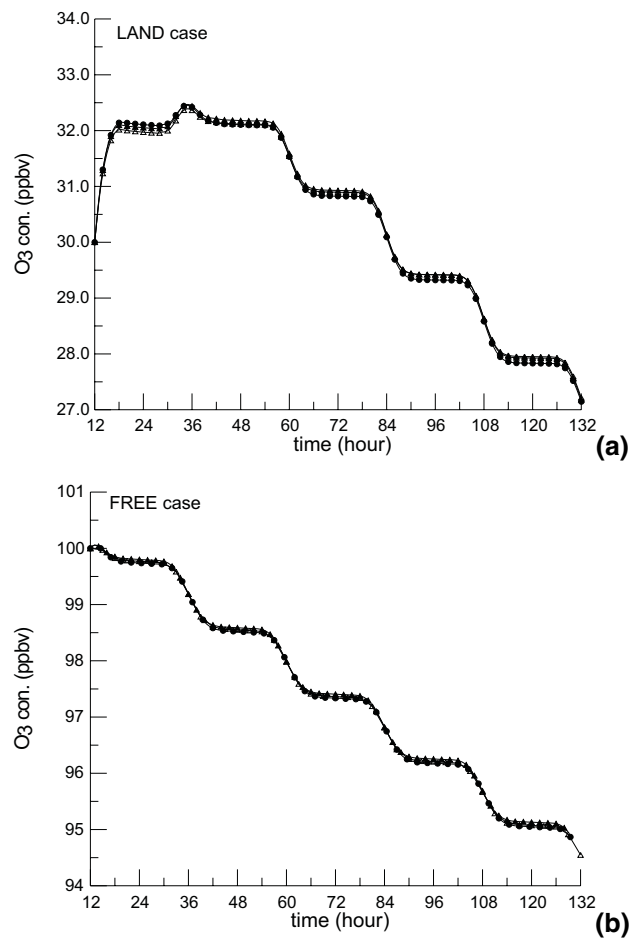 LAND case
34.0
33.0
32.0
31.0
30.0
29.0
28.0
27.0
O3 con. (ppbv)
12 24 36 48 60 72 84 96 108 120 132
time (hour)
(a)
FREE case
101
100
99
98
97
96
95
94
O3 con. (ppbv)
12 24 36 48 60 72 84 96 108 120 132
time (hour)
(b)